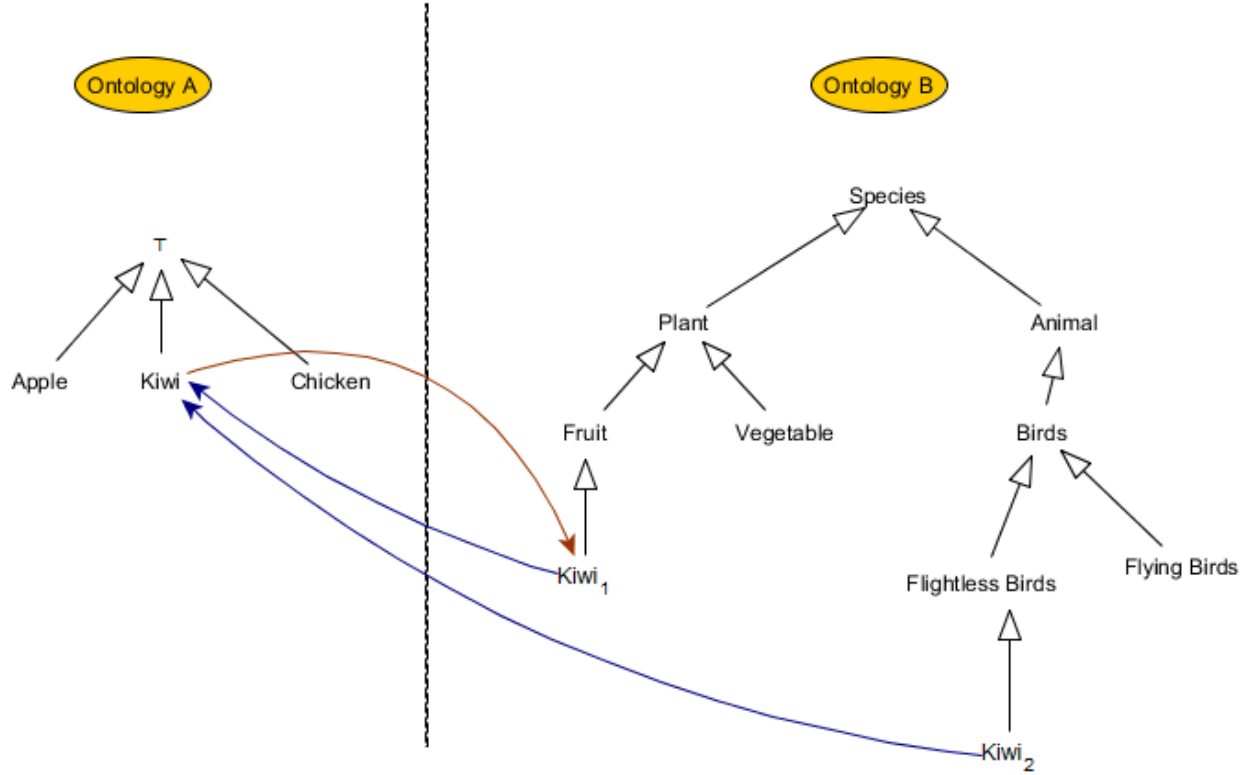 Ontology A
Ontology B
Species
⊤
Plant
Animal
Apple
Kiwi
Chicken
Fruit
Vegetable
Birds
Kiwi₁
Flightless Birds
Flying Birds
Kiwi₂